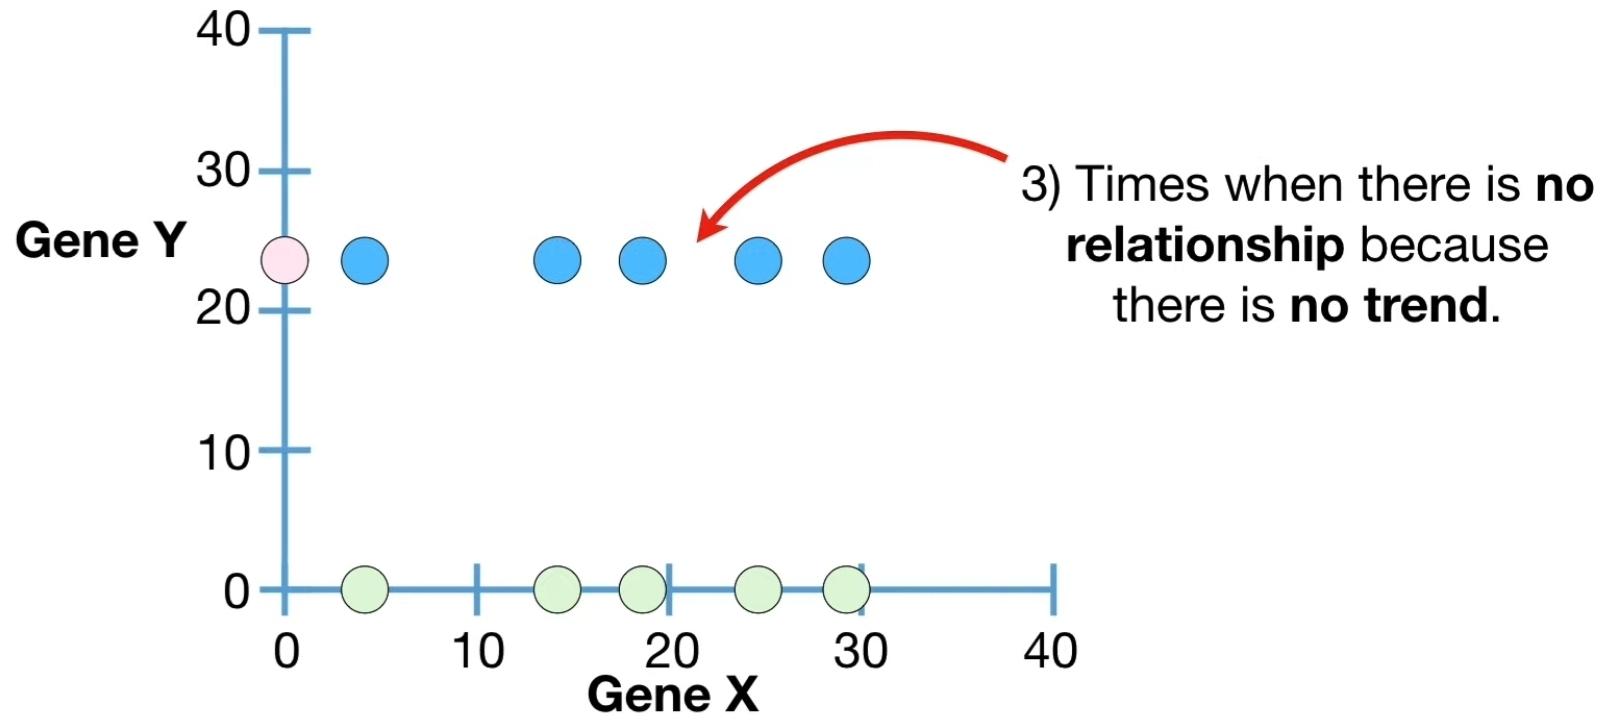 40
30
Gene Y
20
10
0
0 10 20 30 40
Gene X
3) Times when there is no
relationship because
there is no trend.